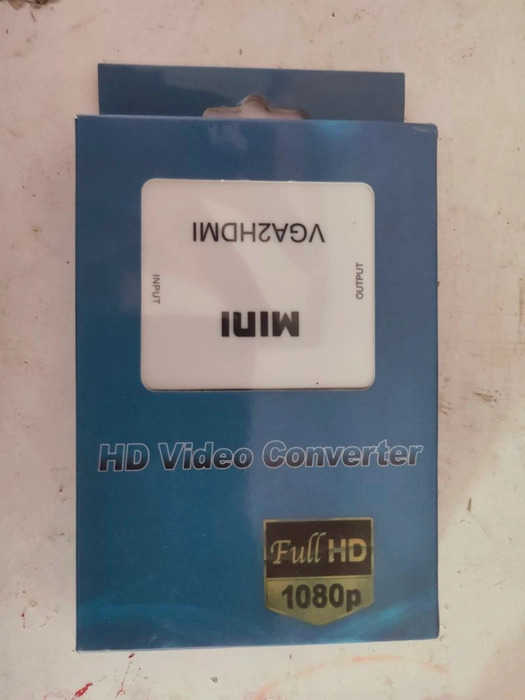 VGA2HDMI
INPUT
OUTPUT
MINI
HD Video Converter
Full HD
1080p